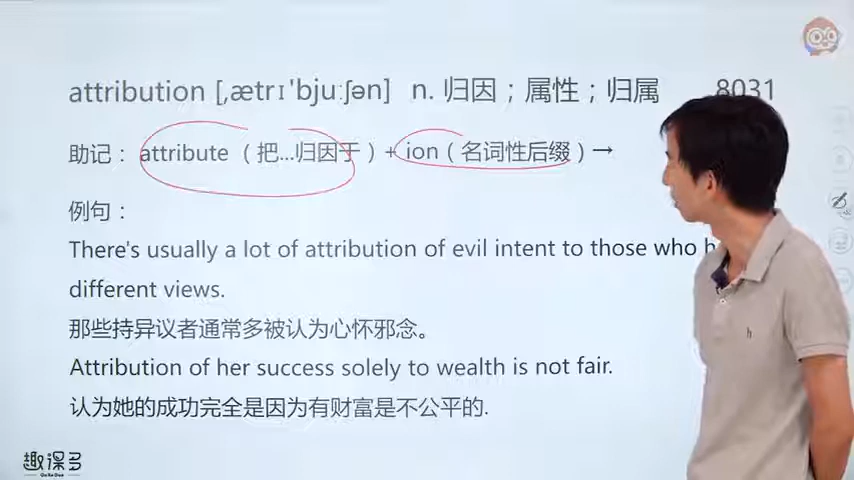 attribution [ˌætrɪˈbjuːʃən] n. 归因；属性；归属 8031
助记： attribute （把...归因于）+ ion（名词性后缀）→
例句：
There's usually a lot of attribution of evil intent to those who
different views.
那些持异议者通常多被认为心怀邪念。
Attribution of her success solely to wealth is not fair.
认为她的成功完全是因为有财富是不公平的.
h
趣课多